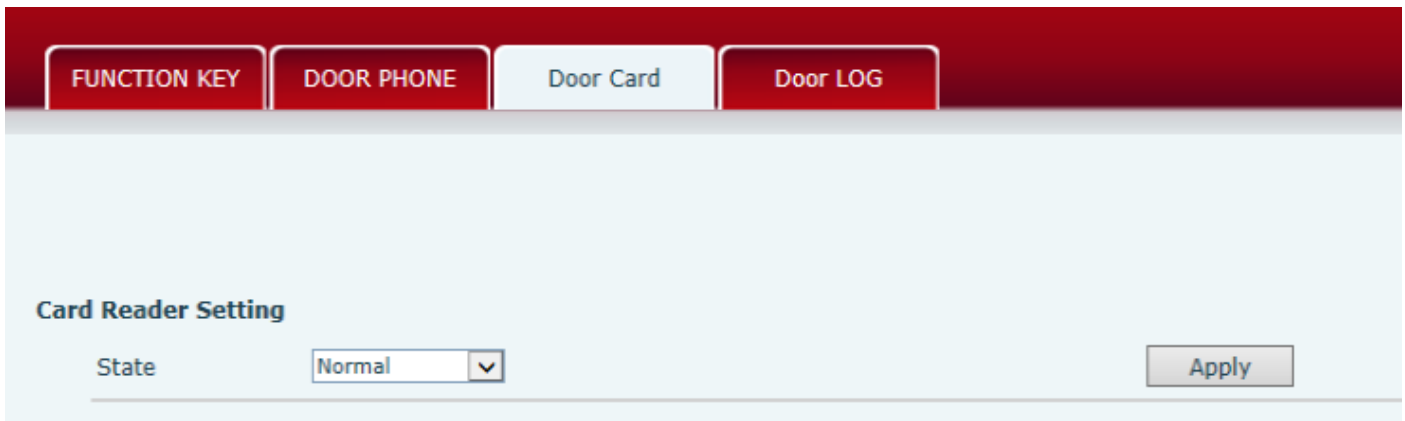 FUNCTION KEY DOOR PHONE Door Card Door LOG
Card Reader Setting
State Normal Apply